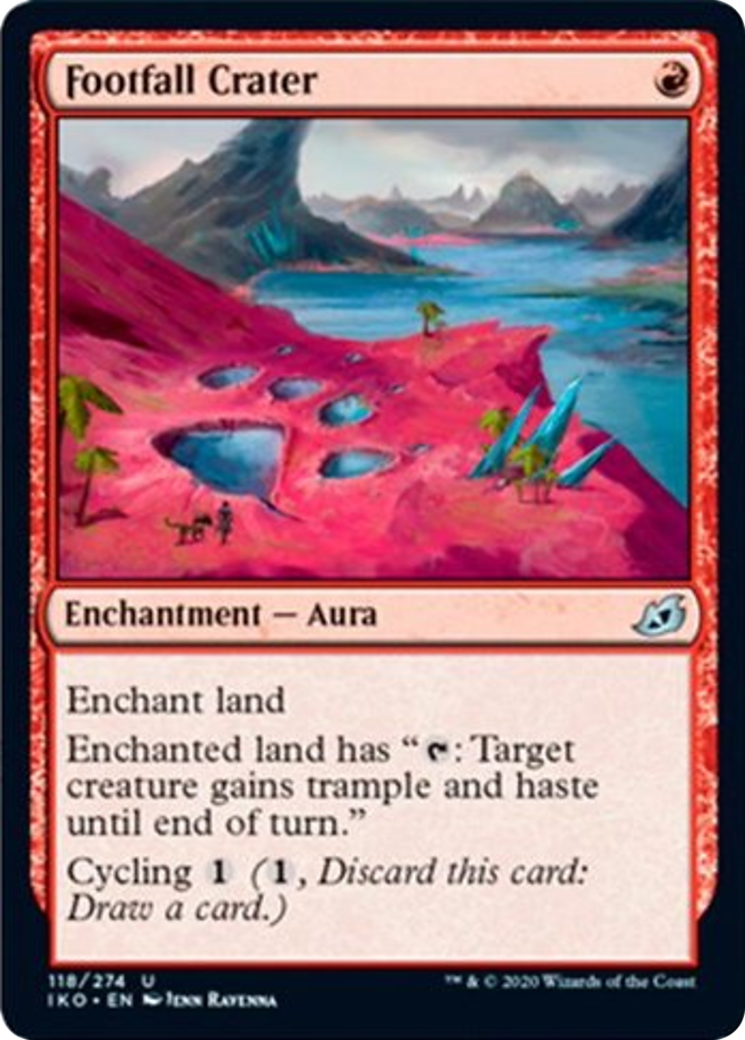 Footfall Crater
Enchantment — Aura
Enchant land
Enchanted land has “ : Target
creature gains trample and haste
until end of turn.”
Cycling 1 (1, Discard this card:
Draw a card.)
118/274 U
IKO • EN Jenn Ravenna
™ & © 2020 Wizards of the Coast